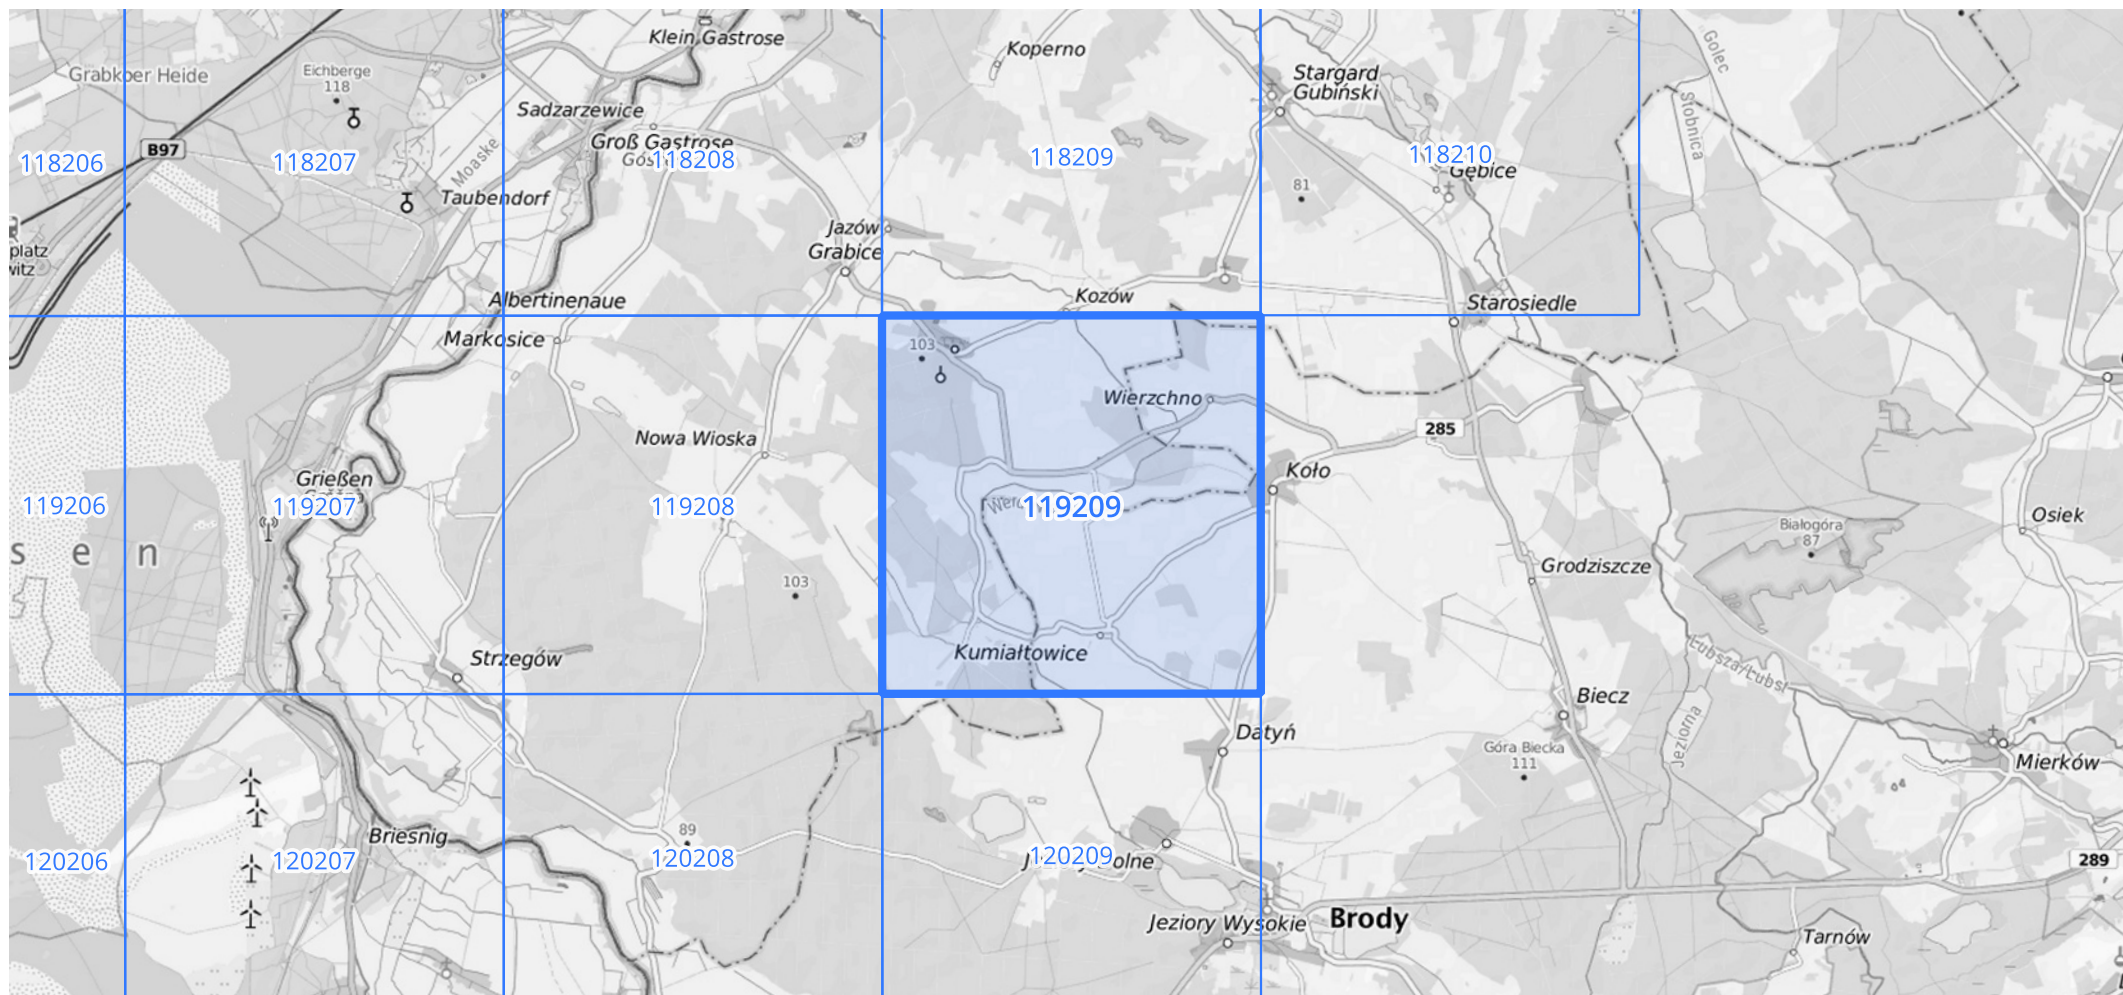 Klein Gastrose
Koperno
Golec
Grabkoer Heide
Eichberge
118
Stargard
Gubiński
Sadzarzewice
Stobnica
B97
Groß Gastrose
118206
118207
118208
118209
118210
Gębice
Moaske
Taubendorf
81
platz
witz
Jazów
Grabice
Albertinenaue
Kozów
Starosiedle
Markosice
103
Wierzchno
285
Nowa Wioska
Koło
Grießen
119206
119207
119208
119209
Osiek
Białogóra
87
s e n
Grodziszcze
103
Strzegów
Kumiałtowice
Lubsza/Lubst
Biecz
Jeziorna
Datyń
Góra Biecka
111
Mierków
Briesnig
89
120206
120207
120208
120209
olne
289
Jeziory Wysokie
Brody
Tarnów